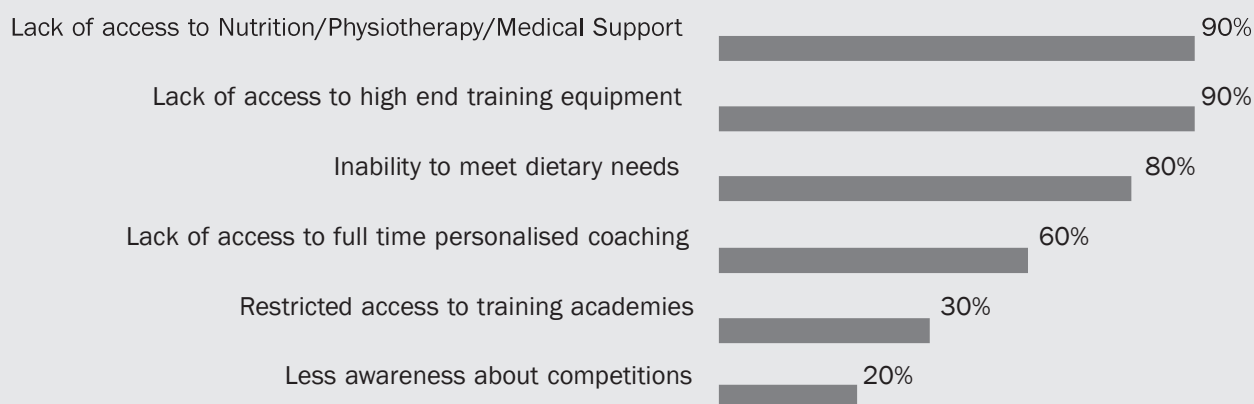 Lack of access to Nutrition/Physiotherapy/Medical Support 90%
Lack of access to high end training equipment 90%
Inability to meet dietary needs 80%
Lack of access to full time personalised coaching 60%
Restricted access to training academies 30%
Less awareness about competitions 20%